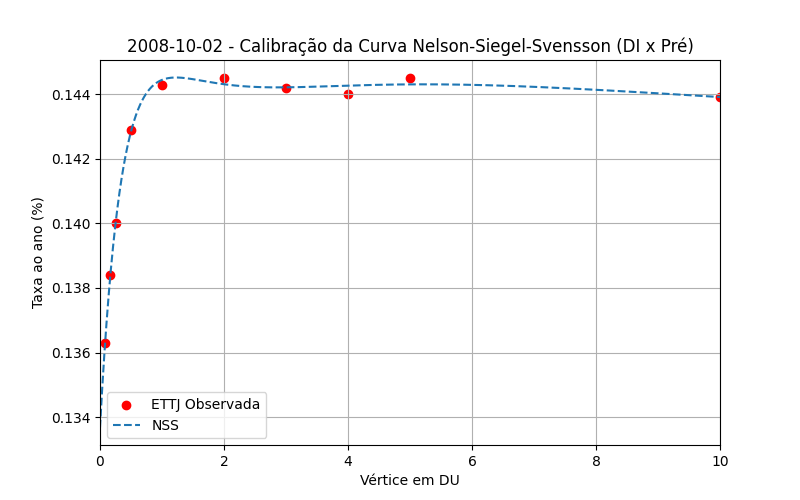 2008-10-02 - Calibração da Curva Nelson-Siegel-Svensson (DI x Pré)
Taxa ao ano (%)
0.144
0.142
0.140
0.138
0.136
0.134
ETTJ Observada
NSS
0 2 4 6 8 10
Vértice em DU